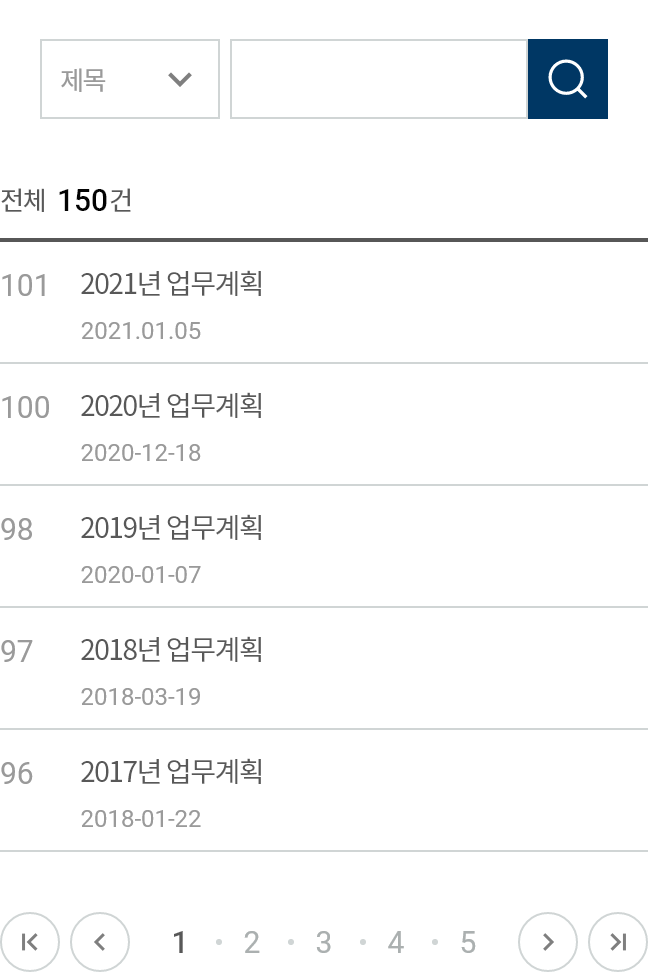 제목
전체 150건
101 2021년 업무계획
2021.01.05
100 2020년 업무계획
2020-12-18
98 2019년 업무계획
2020-01-07
97 2018년 업무계획
2018-03-19
96 2017년 업무계획
2018-01-22
1 · 2 · 3 · 4 · 5